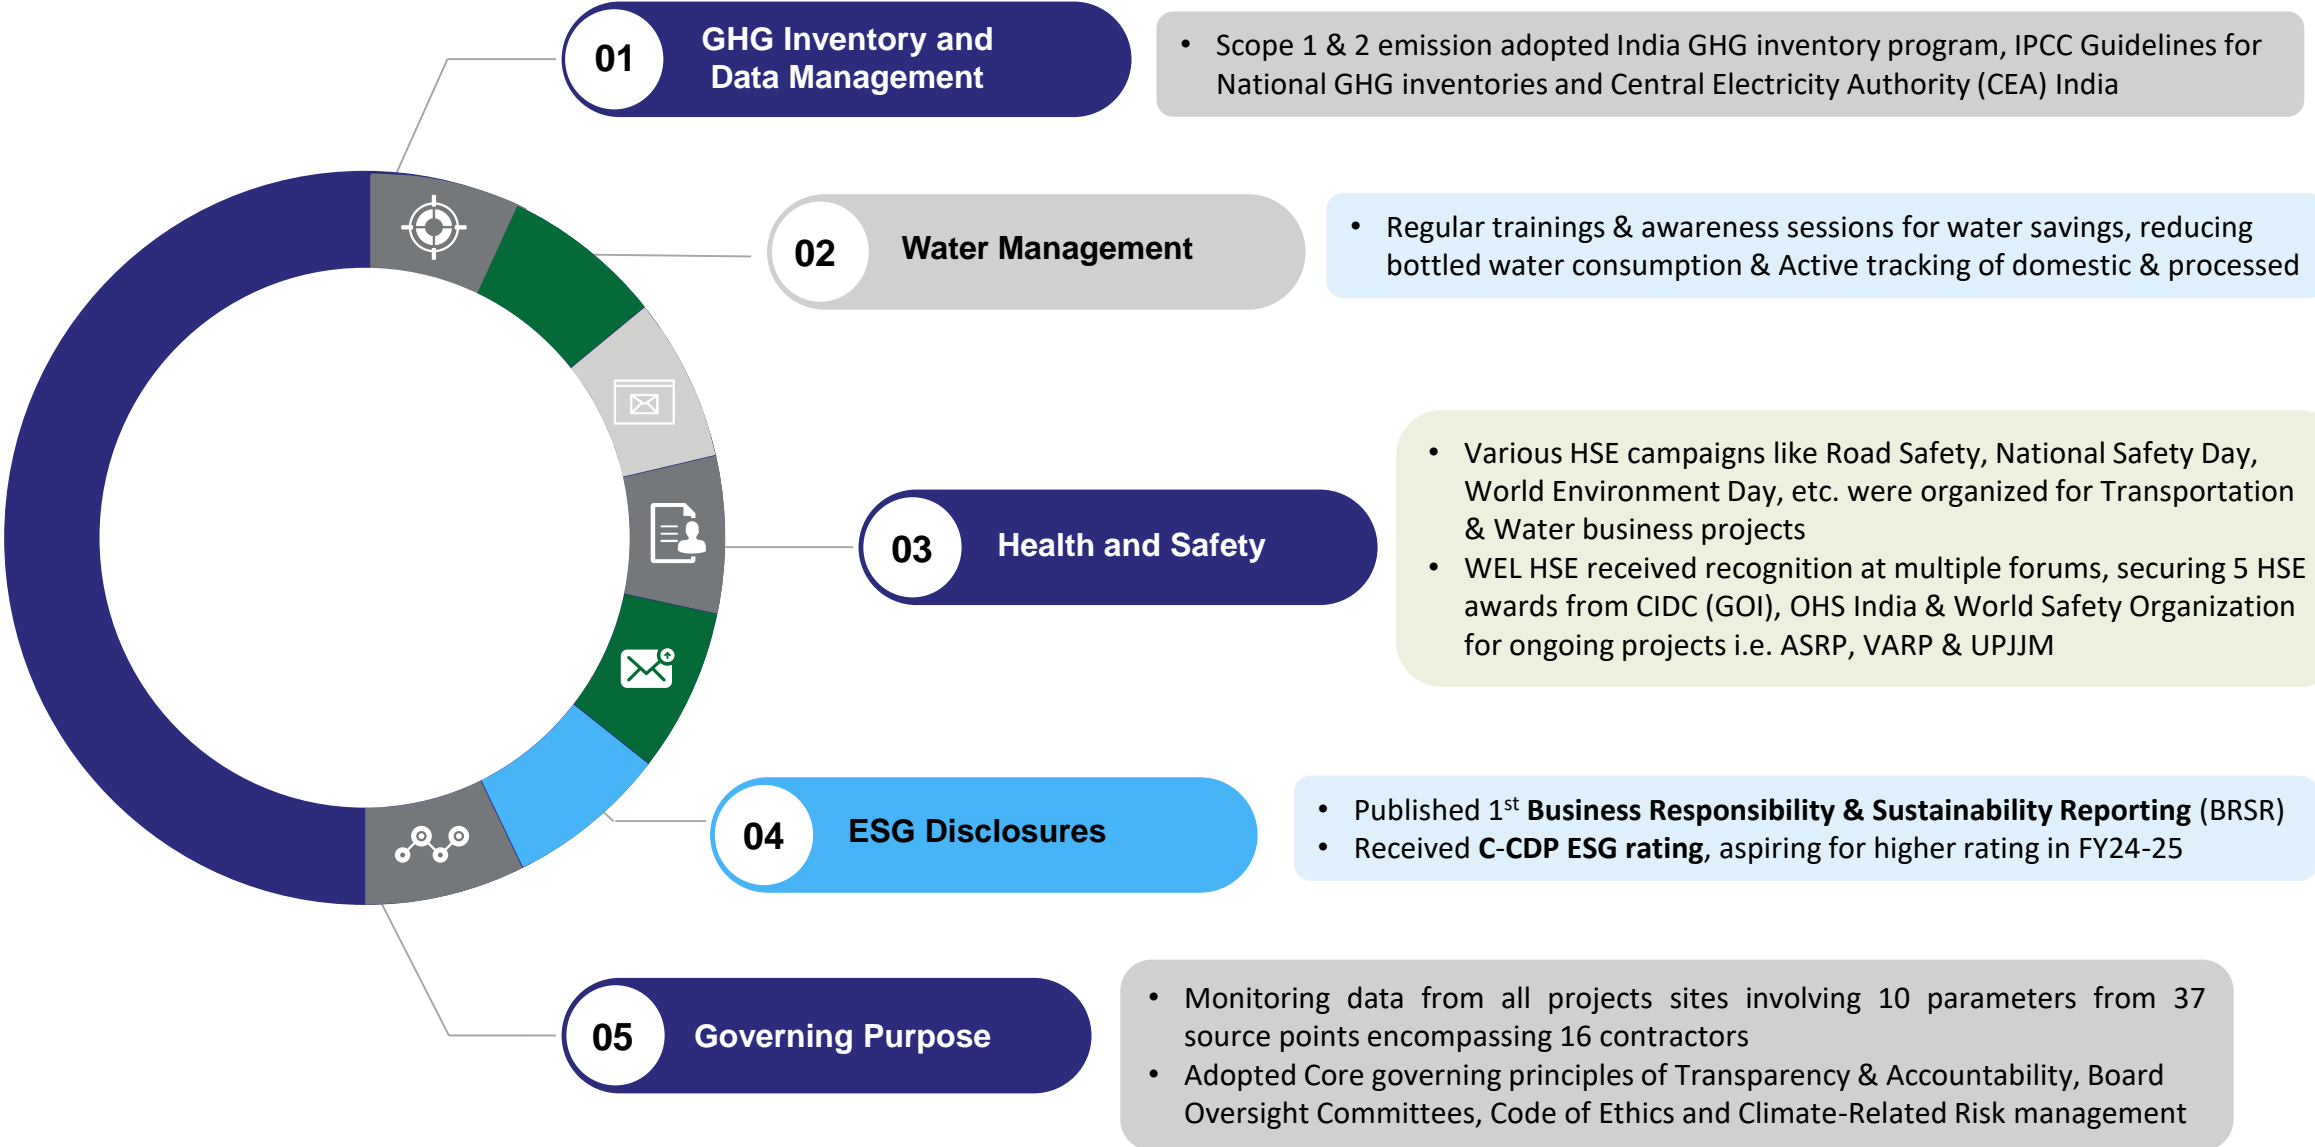 01
GHG Inventory and
Data Management
• Scope 1 & 2 emission adopted India GHG inventory program, IPCC Guidelines for
National GHG inventories and Central Electricity Authority (CEA) India
02
Water Management
• Regular trainings & awareness sessions for water savings, reducing
bottled water consumption & Active tracking of domestic & processed
03
Health and Safety
• Various HSE campaigns like Road Safety, National Safety Day,
World Environment Day, etc. were organized for Transportation
& Water business projects
• WEL HSE received recognition at multiple forums, securing 5 HSE
awards from CIDC (GOI), OHS India & World Safety Organization
for ongoing projects i.e. ASRP, VARP & UPJJM
04
ESG Disclosures
• Published 1st Business Responsibility & Sustainability Reporting (BRSR)
• Received C-CDP ESG rating, aspiring for higher rating in FY24-25
05
Governing Purpose
• Monitoring data from all projects sites involving 10 parameters from 37
source points encompassing 16 contractors
• Adopted Core governing principles of Transparency & Accountability, Board
Oversight Committees, Code of Ethics and Climate-Related Risk management